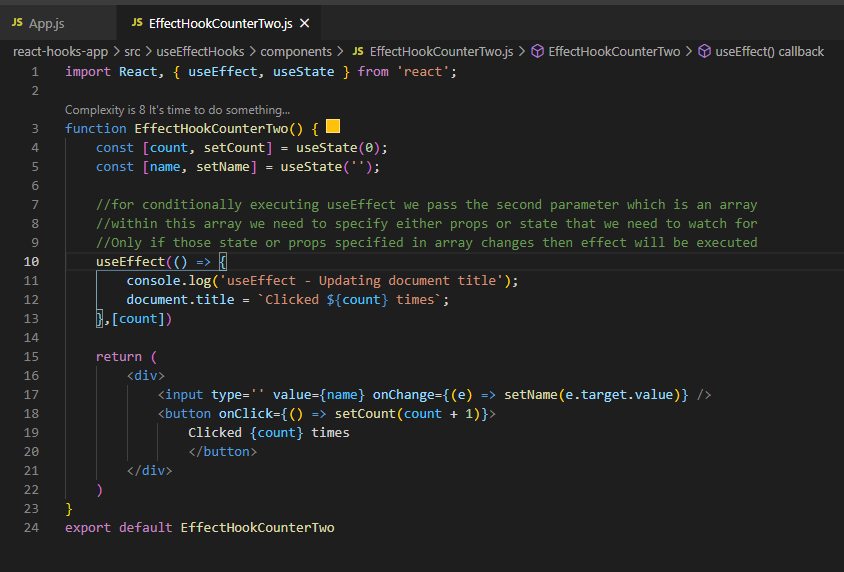 JS App.js JS EffectHookCounterTwo.js ×
react-hooks-app > src > useEffectHooks > components > JS EffectHookCounterTwo.js > EffectHookCounterTwo > useEffect() callback
1 import React, { useEffect, useState } from 'react';
2
Complexity is 8 It's time to do something...
3 function EffectHookCounterTwo() {
4 const [count, setCount] = useState(0);
5 const [name, setName] = useState('');
6
7 //for conditionally executing useEffect we pass the second parameter which is an array
8 //within this array we need to specify either props or state that we need to watch for
9 //Only if those state or props specified in array changes then effect will be executed
10 useEffect(() => {
11 console.log('useEffect - Updating document title');
12 document.title = `Clicked ${count} times`;
13 },[count])
14
15 return (
16 <div>
17 <input type='' value={name} onChange={(e) => setName(e.target.value)} />
18 <button onClick={() => setCount(count + 1)}>
19 Clicked {count} times
20 </button>
21 </div>
22 )
23 }
24 export default EffectHookCounterTwo